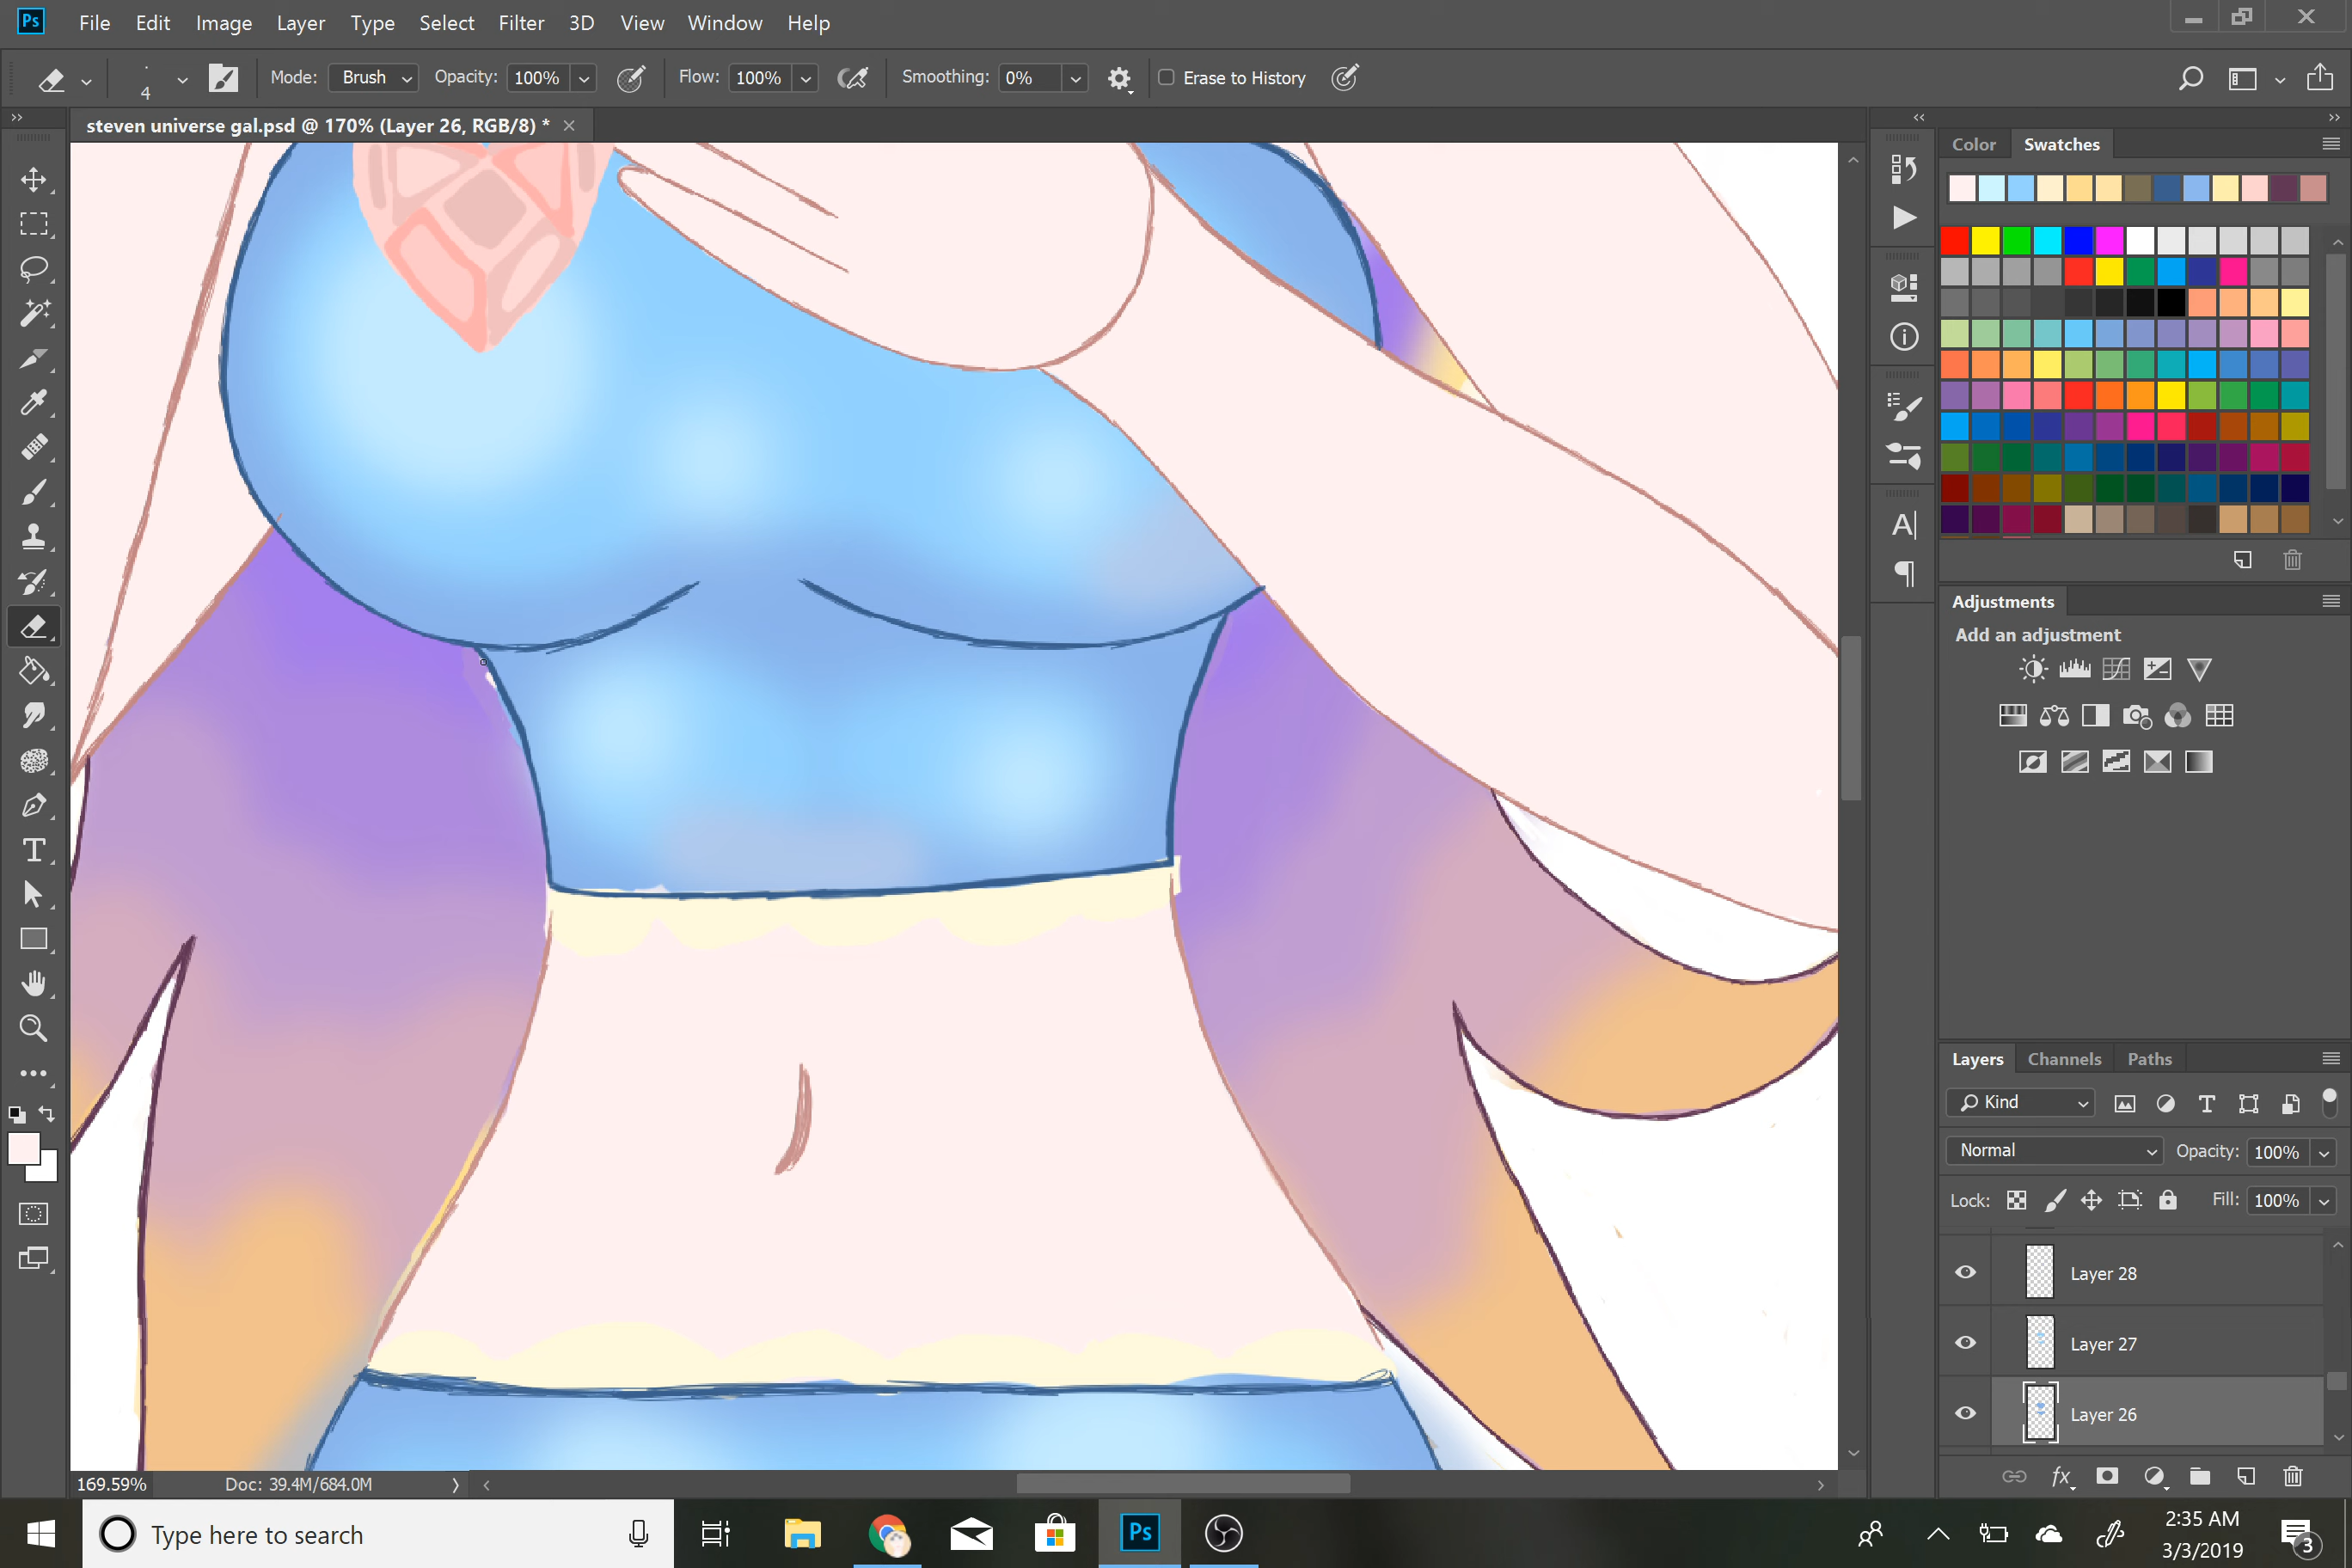 Ps File Edit Image Layer Type Select Filter 3D View Window Help
4 Mode: Brush Opacity: 100% Flow: 100% Smoothing: 0% Erase to History
steven universe gal.psd @ 170% (Layer 26, RGB/8) * ×
Color Swatches
Adjustments
Add an adjustment
Layers Channels Paths
Kind
Normal Opacity: 100%
Lock: Fill: 100%
Layer 28
Layer 27
Layer 26
169.59% Doc: 39.4M/684.0M
Type here to search
Ps
2:35 AM
3/3/2019
3